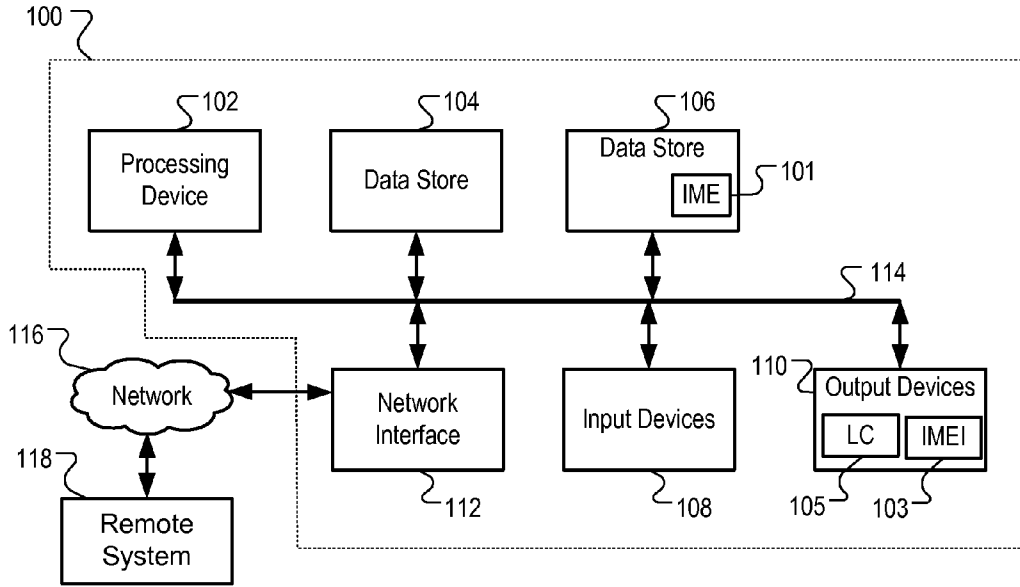 100
102
104
106
Processing
Device
Data Store
Data Store
IME
101
114
116
Network
Network
Interface
Input Devices
110
Output Devices
LC
IMEI
118
Remote
System
112
108
105
103